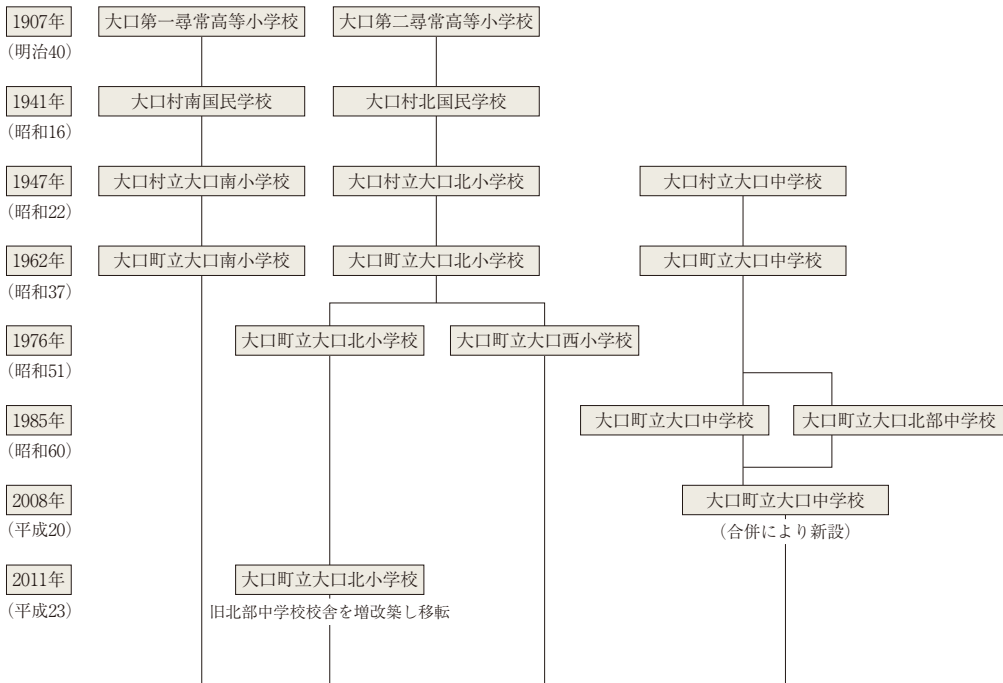 1907年 大口第一尋常高等小学校 大口第二尋常高等小学校
（明治40）
1941年 大口村南国民学校 大口村北国民学校
（昭和16）
1947年 大口村立大口南小学校 大口村立大口北小学校 大口村立大口中学校
（昭和22）
1962年 大口町立大口南小学校 大口町立大口北小学校 大口町立大口中学校
（昭和37）
1976年 大口町立大口北小学校 大口町立大口西小学校
（昭和51）
1985年 大口町立大口中学校 大口町立大口北部中学校
（昭和60）
2008年 大口町立大口中学校
（平成20） （合併により新設）
2011年 大口町立大口北小学校
（平成23） 旧北部中学校校舎を増改築し移転